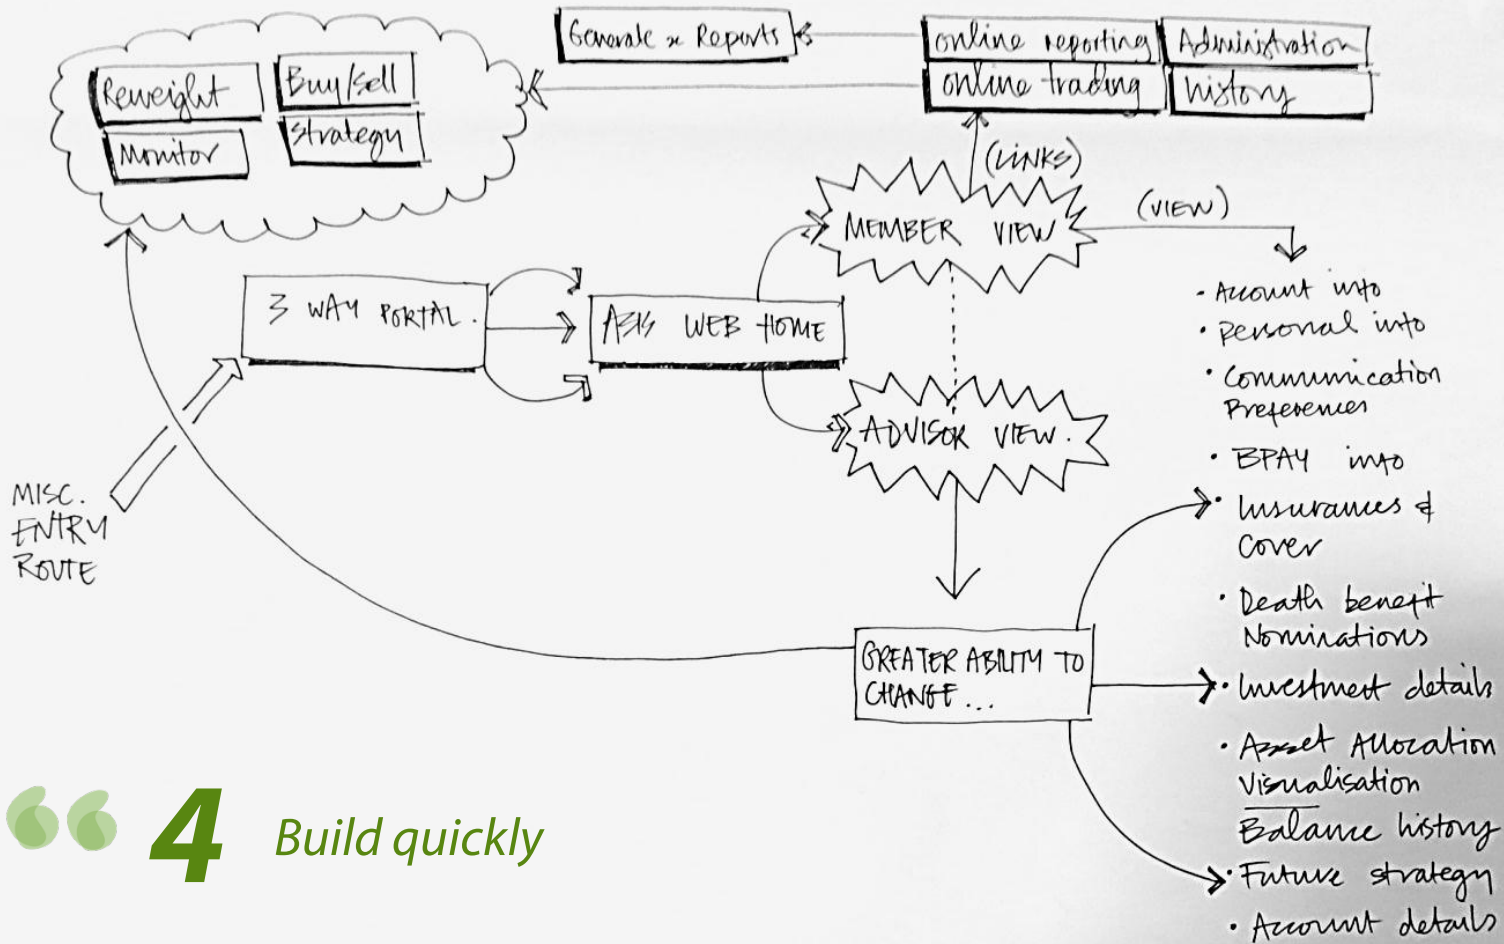 Generate x Reports
online reporting
Administration
online trading
history
Reweight
Buy/sell
Monitor
strategy
(LINKS)
MEMBER VIEW
(VIEW)
3 WAY PORTAL.
WEB HOME
ADVISOR VIEW.
MISC.
ENTRY
ROUTE
GREATER ABILITY TO
CHANGE...
• Account info
• personal info
• Communication
Preferences
• BPAY info
• Insurances &
Cover
• Death benefit
Nominations
• Investment details
• Asset Allocation
Visualisation
Balance history
• Future strategy
• Account details
“ 4 Build quickly